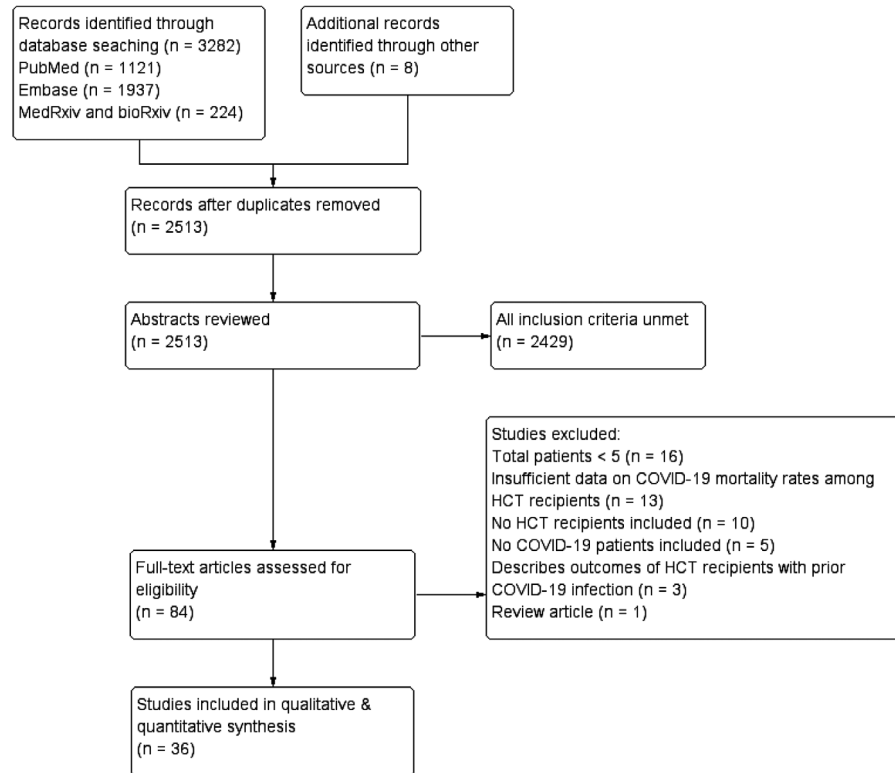 Records identified through
database seaching (n = 3282)
PubMed (n = 1121)
Embase (n = 1937)
MedRxiv and bioRxiv (n = 224)
Additional records
identified through other
sources (n = 8)
Records after duplicates removed
(n = 2513)
Abstracts reviewed
(n = 2513)
All inclusion criteria unmet
(n = 2429)
Studies excluded:
Total patients < 5 (n = 16)
Insufficient data on COVID-19 mortality rates among
HCT recipients (n = 13)
No HCT recipients included (n = 10)
No COVID-19 patients included (n = 5)
Describes outcomes of HCT recipients with prior
COVID-19 infection (n = 3)
Review article (n = 1)
Full-text articles assessed for
eligibility
(n = 84)
Studies included in qualitative &
quantitative synthesis
(n = 36)